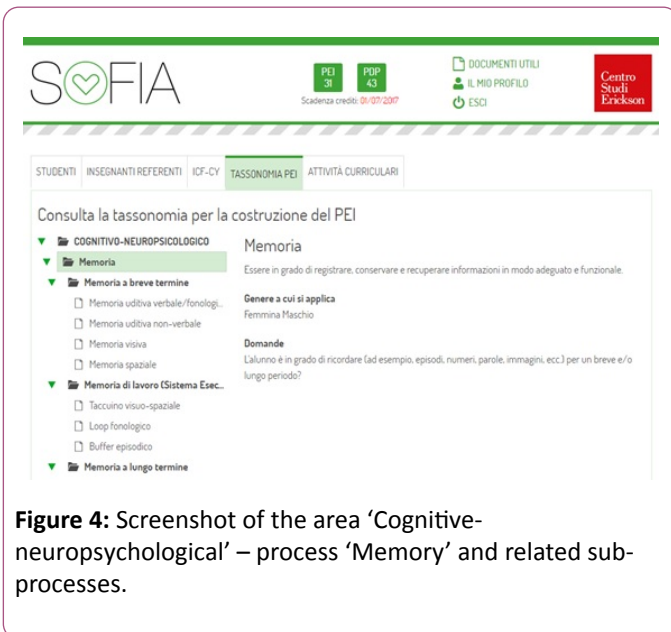 SOFIA
PEI
31
PDP
43
Scadenza crediti: 01/07/2017
DOCUMENTI UTILI
IL MIO PROFILO
ESCI
Centro
Studi
Erickson
STUDENTI INSEGNANTI REFERENTI ICF-CY TASSONOMIA PEI ATTIVITÀ CURRICULARI
Consulta la tassonomia per la costruzione del PEI
COGNITIVO-NEUROPSICOLOGICO
Memoria
Memoria a breve termine
Memoria uditiva verbale/fonologi..
Memoria uditiva non-verbale
Memoria visiva
Memoria spaziale
Memoria di lavoro (Sistema Esec..
Taccuino visuo-spaziale
Loop fonologico
Buffer episodico
Memoria a lungo termine
Memoria
Essere in grado di registrare, conservare e recuperare informazioni in modo adeguato e funzionale.
Genere a cui si applica
Femmina Maschio
Domande
L'alunno è in grado di ricordare (ad esempio, episodi, numeri, parole, immagini, ecc.) per un breve e/o
lungo periodo?
Figure 4: Screenshot of the area ‘Cognitive-
neuropsychological’ – process ‘Memory’ and related sub-
processes.